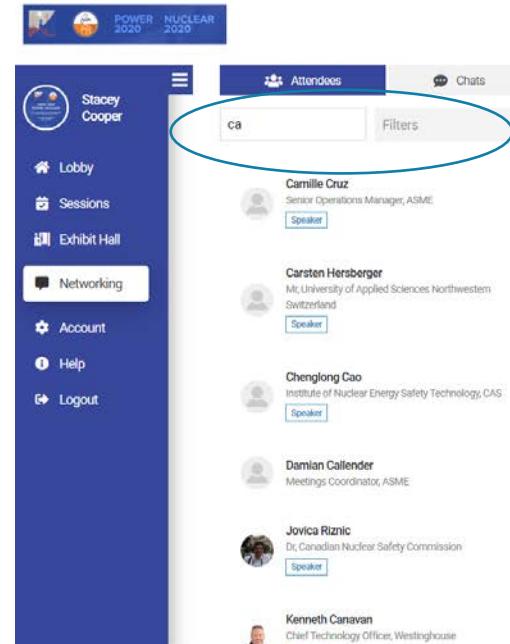 POWER NUCLEAR
2020 2020
Stacey
Cooper
Lobby
Sessions
Exhibit Hall
Networking
Account
Help
Logout
Attendees Chats
ca Filters
Camille Cruz
Senior Operations Manager, ASME
Speaker
Carsten Hersberger
Mr, University of Applied Sciences Northwestern
Switzerland
Speaker
Chenglong Cao
Institute of Nuclear Energy Safety Technology, CAS
Speaker
Damian Callender
Meetings Coordinator, ASME
Jovica Riznic
Dr, Canadian Nuclear Safety Commission
Speaker
Kenneth Canavan
Chief Technology Officer, Westinghouse